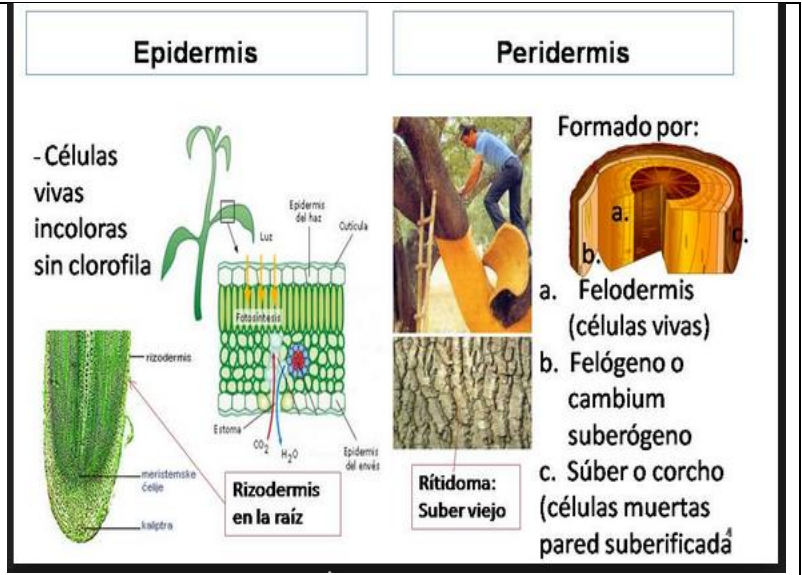 Epidermis
- Células
vivas
incoloras
sin clorofila
Epidermis
del haz
Cutícula
Luz
Fotosíntesis
Estoma
CO2
H2O
Epidermis
del envés
rizodermis
meristemske
ćelije
kaliptra
Rizodermis
en la raíz
Peridermis
Formado por:
a.
b.
c.
a. Felodermis
(células vivas)
b. Felógeno o
cambium
suberógeno
c. Súber o corcho
(células muertas
pared suberificada
Rítidoma:
Suber viejo